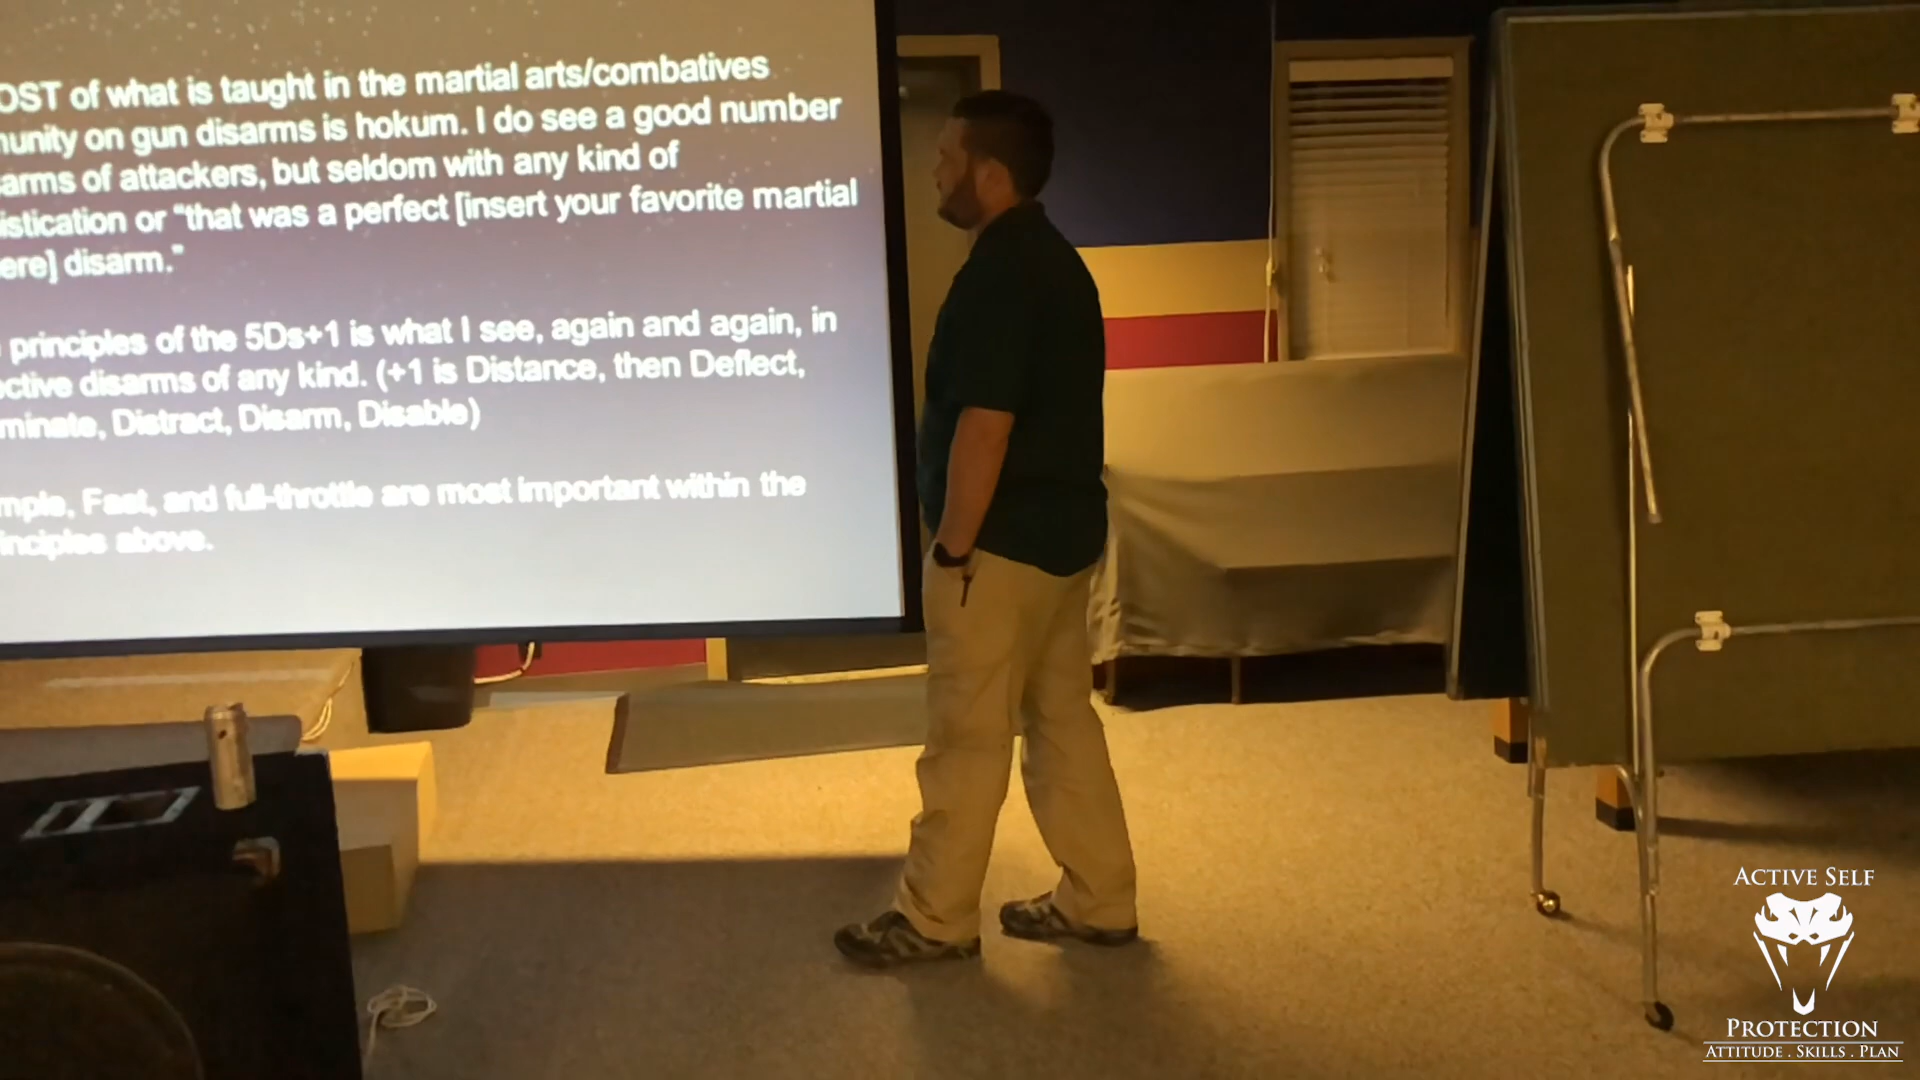 OST of what is taught in the martial arts/combatives
unity on gun disarms is hokum. I do see a good number
arms of attackers, but seldom with any kind of
istication or "that was a perfect [insert your favorite martial
ere] disarm."
principles of the 5Ds+1 is what I see, again and again, in
ctive disarms of any kind. (+1 is Distance, then Deflect,
minate, Distract, Disarm, Disable)
mple, Fast, and full-throttle are most important within the
inciples above.
ACTIVE SELF
PROTECTION
ATTITUDE . SKILLS . PLAN